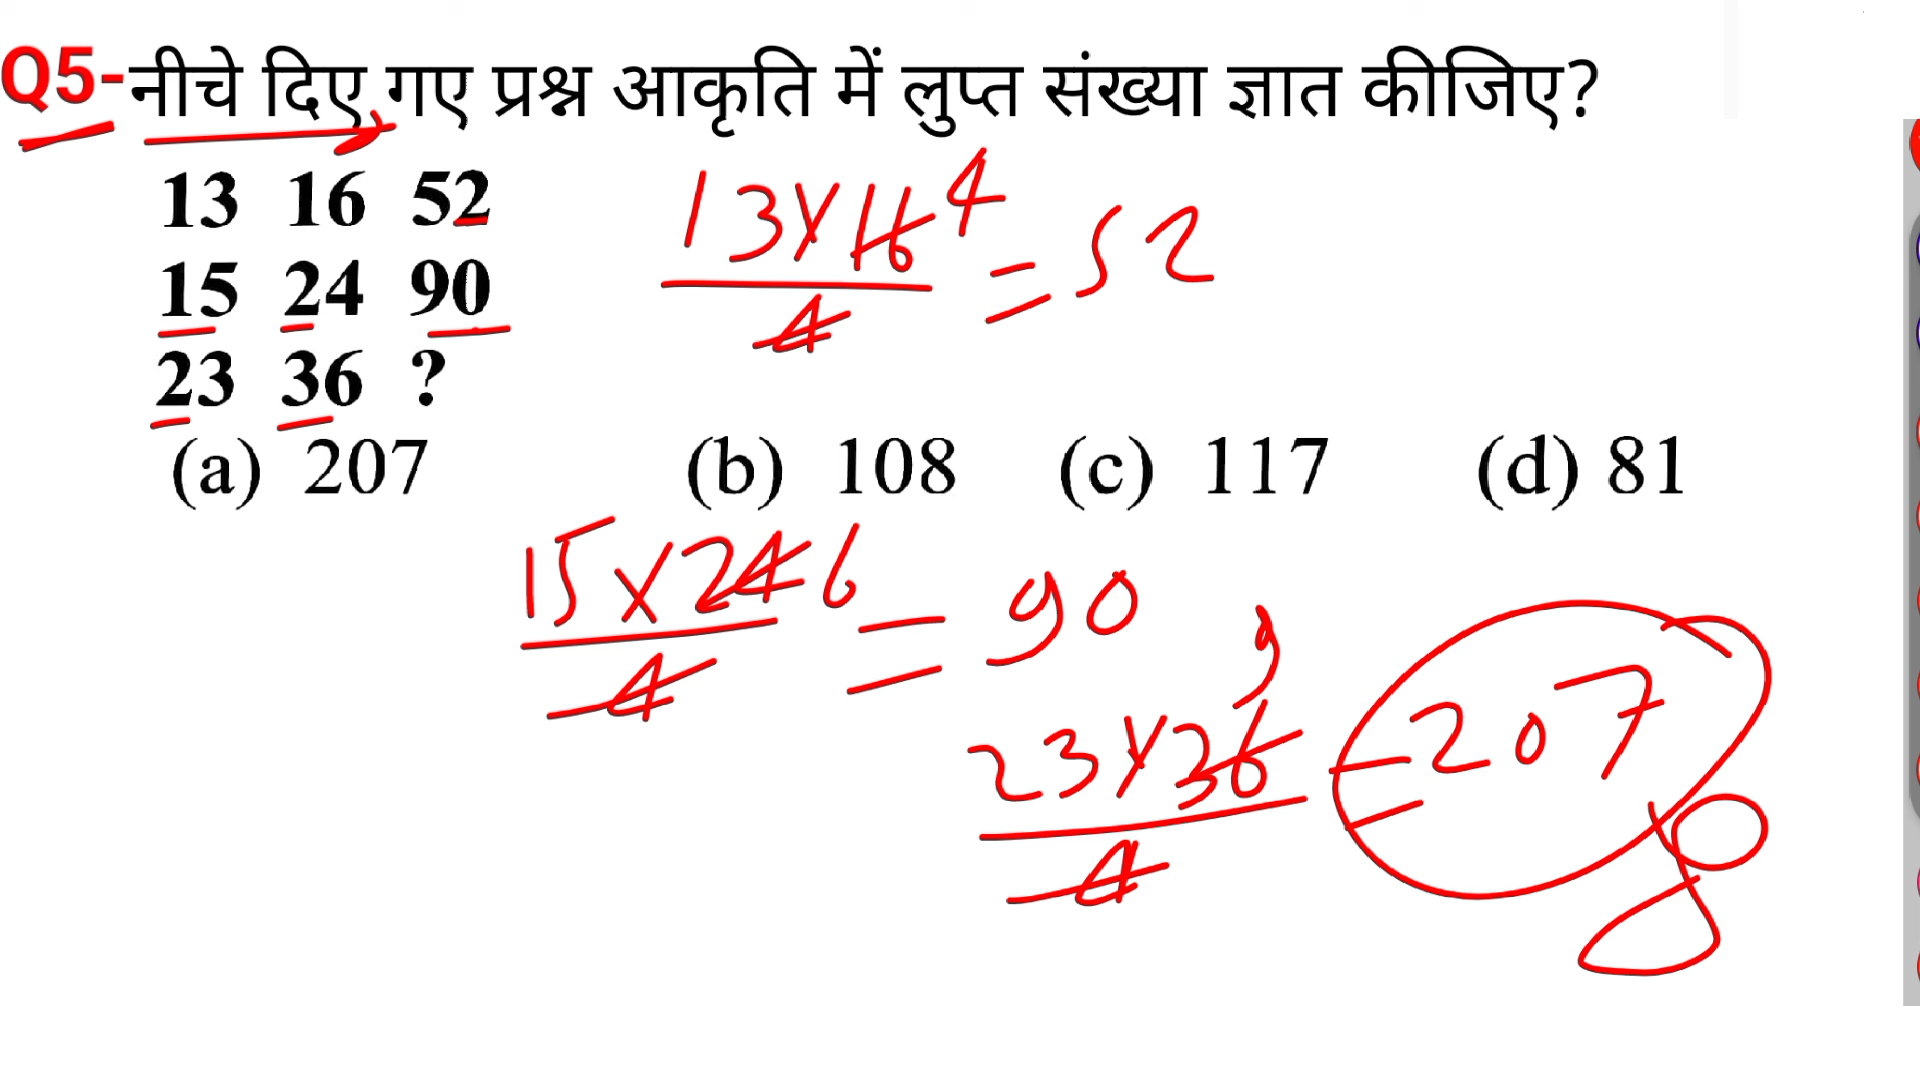 Q5-नीचे दिए गए प्रश्न आकृति में लुप्त संख्या ज्ञात कीजिए?
13 16 52
15 24 90
23 36 ?
13×16 4
4
=52
(a) 207 (b) 108 (c) 117 (d) 81
15×24 6
4
=90
9
23×36
4
=207